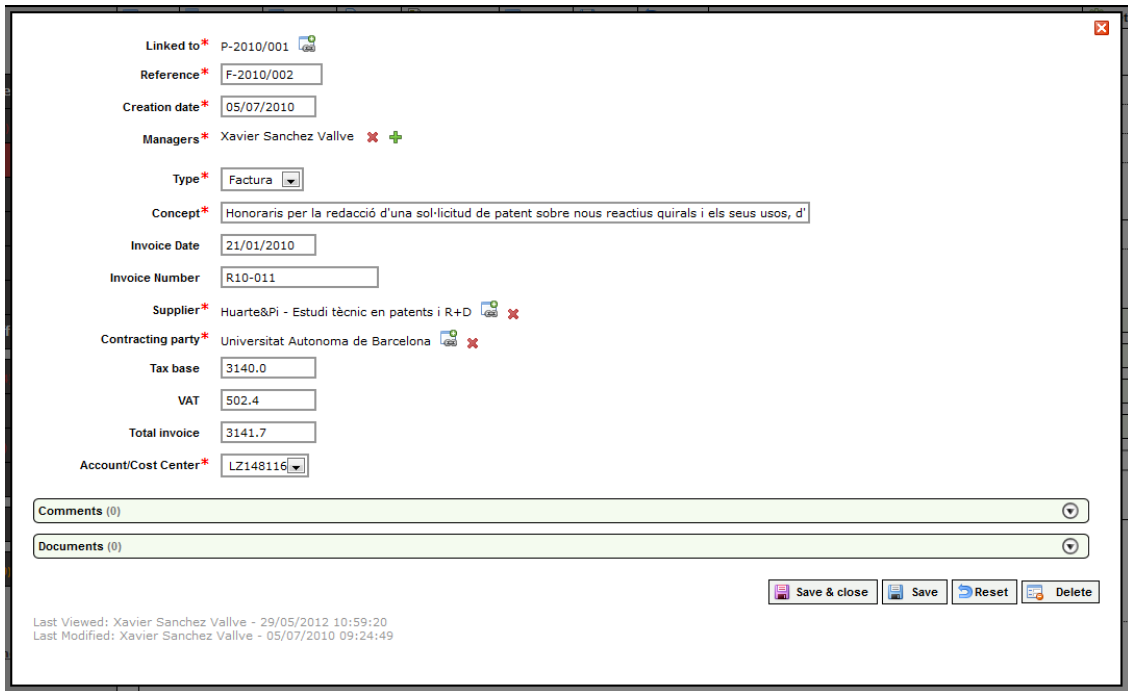 Linked to* P-2010/001
Reference* F-2010/002
Creation date* 05/07/2010
Managers* Xavier Sanchez Vallve
Type* Factura
Concept* Honoraris per la redacció d'una sol·licitud de patent sobre nous reactius quirals i els seus usos, d'
Invoice Date 21/01/2010
Invoice Number R10-011
Supplier* Huarte&Pi - Estudi tècnic en patents i R+D
Contracting party* Universitat Autonoma de Barcelona
Tax base 3140.0
VAT 502.4
Total invoice 3141.7
Account/Cost Center* LZ148116
Comments (0)
Documents (0)
Save & close Save Reset Delete
Last Viewed: Xavier Sanchez Vallve - 29/05/2012 10:59:20
Last Modified: Xavier Sanchez Vallve - 05/07/2010 09:24:49